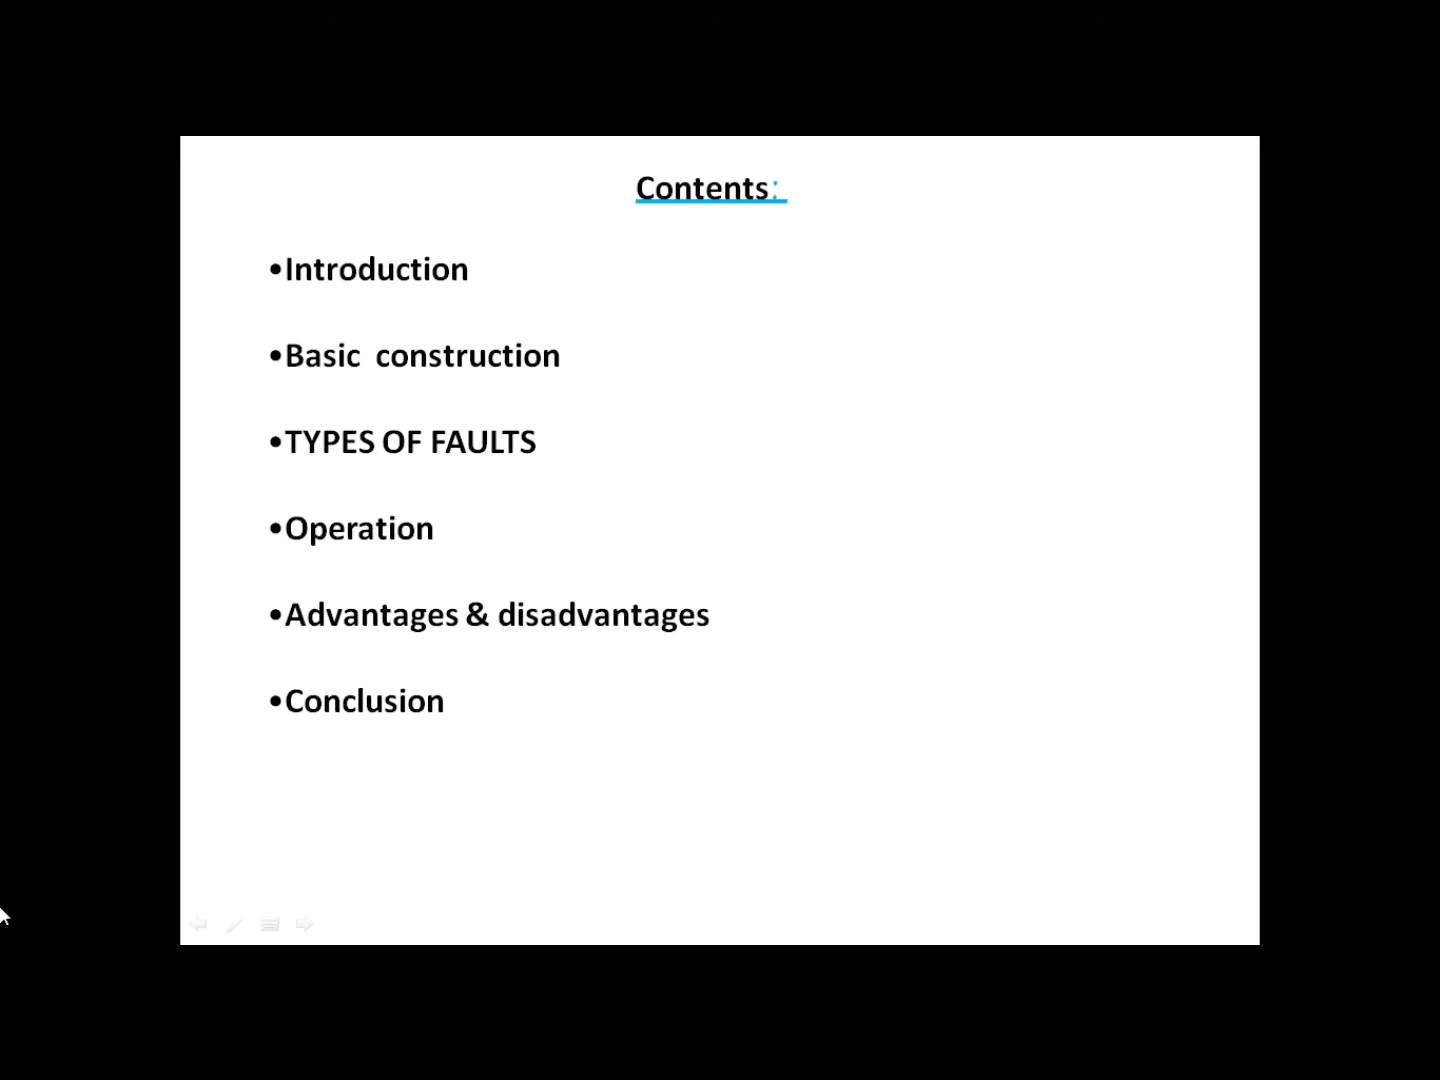 Contents:
•Introduction
•Basic  construction
•TYPES OF FAULTS
•Operation
•Advantages & disadvantages
•Conclusion